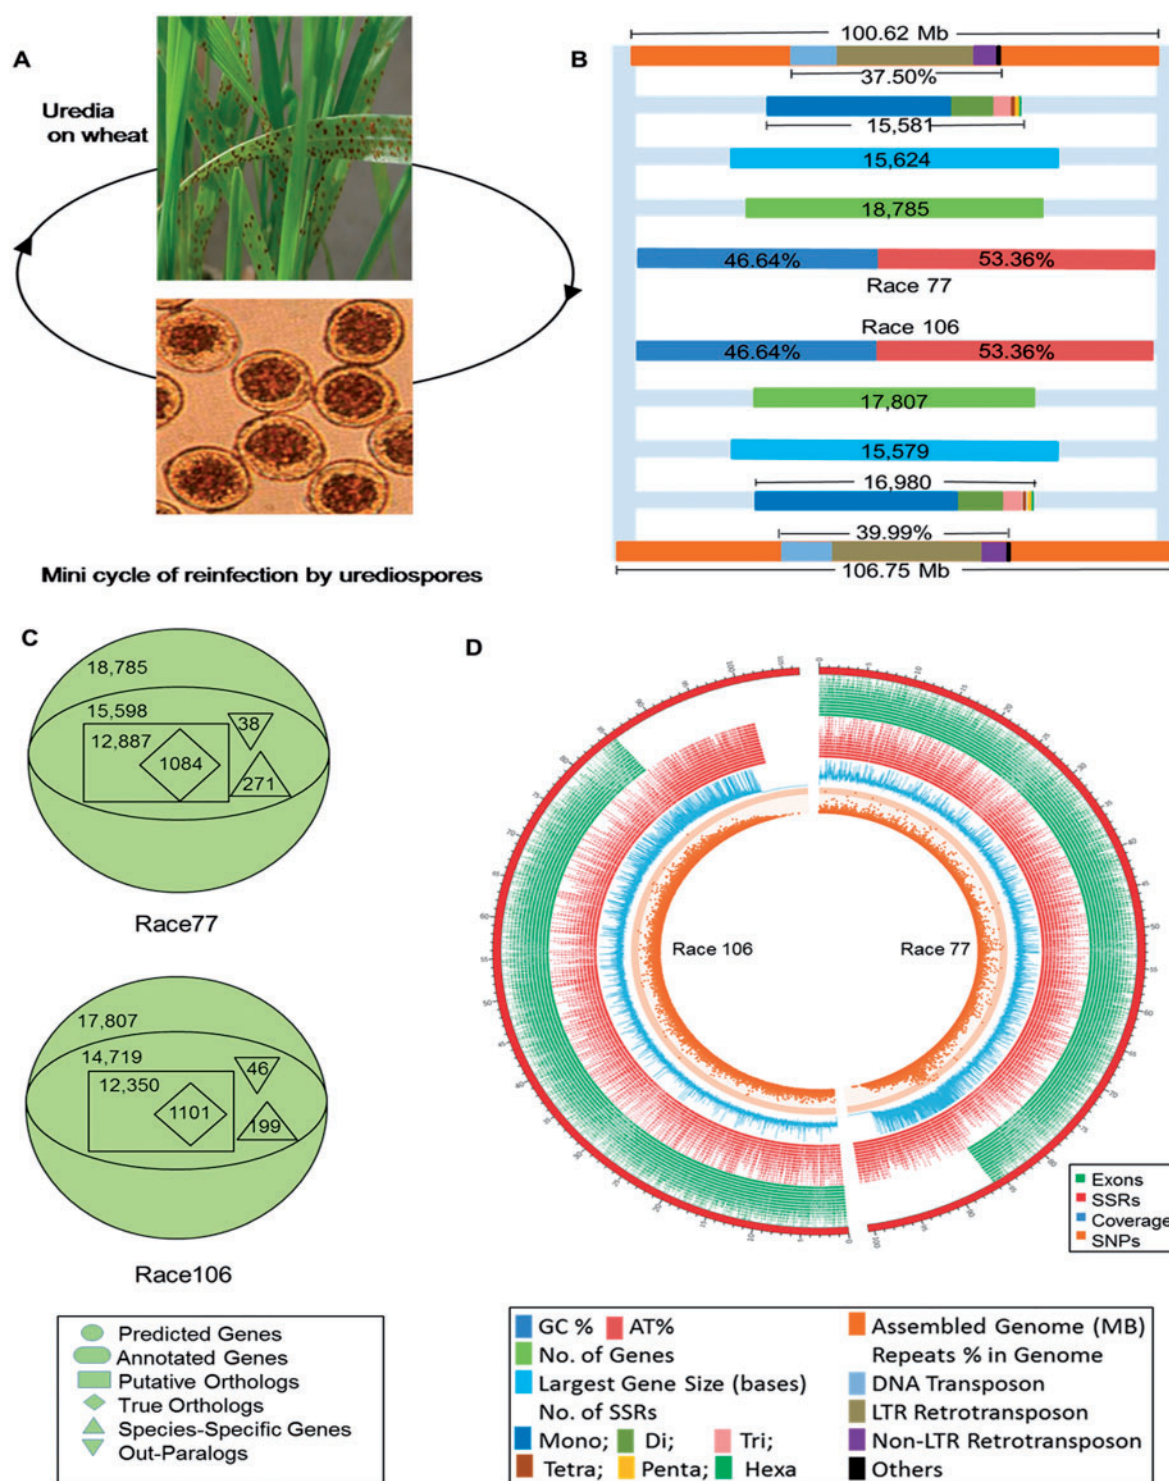 A
Uredia
on wheat
Mini cycle of reinfection by urediospores
B
100.62 Mb
37.50%
15,581
15,624
18,785
46.64%
53.36%
Race 77
Race 106
46.64%
53.36%
17,807
15,579
16,980
39.99%
106.75 Mb
C
18,785
15,598
12,887
1084
38
271
Race77
17,807
14,719
12,350
1101
46
199
Race106
Predicted Genes
Annotated Genes
Putative Orthologs
True Orthologs
Species-Specific Genes
Out-Paralogs
D
Race 106
Race 77
Exons
SSRs
Coverage
SNPs
GC % AT%
No. of Genes
Largest Gene Size (bases)
No. of SSRs
Mono; Di; Tri;
Tetra; Penta; Hexa
Assembled Genome (MB)
Repeats % in Genome
DNA Transposon
LTR Retrotransposon
Non-LTR Retrotransposon
Others